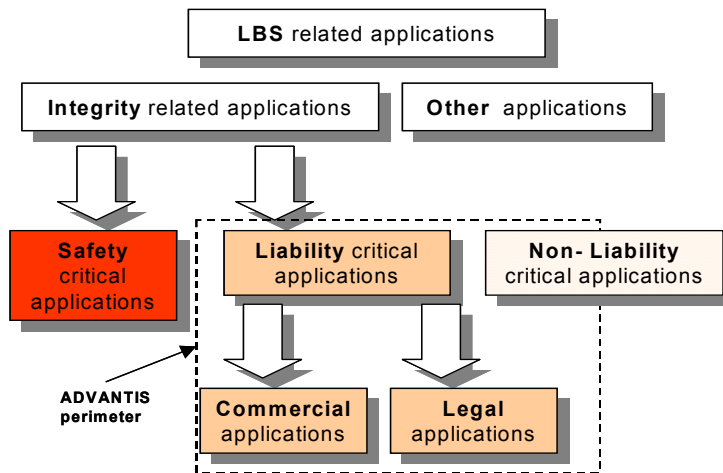 LBS related applications
Integrity related applications
Other applications
Safety
critical
applications
Liability critical
applications
Non- Liability
critical applications
ADVANTIS
perimeter
Commercial
applications
Legal
applications